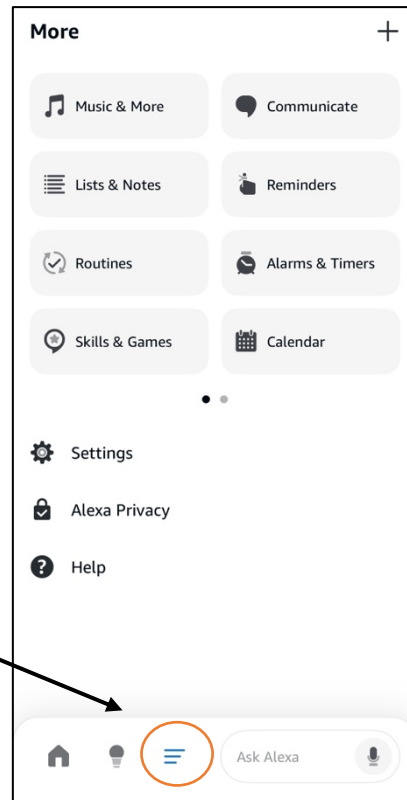 More
Music & More
Communicate
Lists & Notes
Reminders
Routines
Alarms & Timers
Skills & Games
Calendar
Settings
Alexa Privacy
Help
Ask Alexa